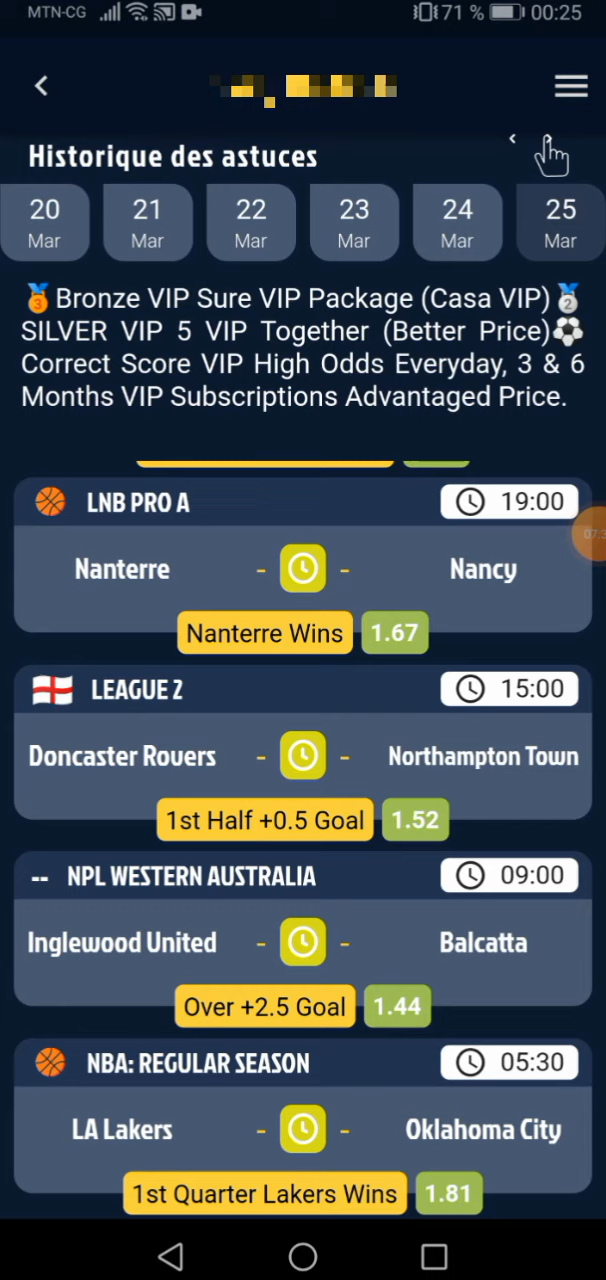 MTN-CG 71 % 00:25
Historique des astuces
20 21 22 23 24 25
Mar Mar Mar Mar Mar Mar
Bronze VIP Sure VIP Package (Casa VIP)
SILVER VIP 5 VIP Together (Better Price)
Correct Score VIP High Odds Everyday, 3 & 6
Months VIP Subscriptions Advantaged Price.
LNB PRO A 19:00
Nanterre - - Nancy
Nanterre Wins 1.67
LEAGUE 2 15:00
Doncaster Rovers - - Northampton Town
1st Half +0.5 Goal 1.52
-- NPL WESTERN AUSTRALIA 09:00
Inglewood United - - Balcatta
Over +2.5 Goal 1.44
NBA: REGULAR SEASON 05:30
LA Lakers - - Oklahoma City
1st Quarter Lakers Wins 1.81